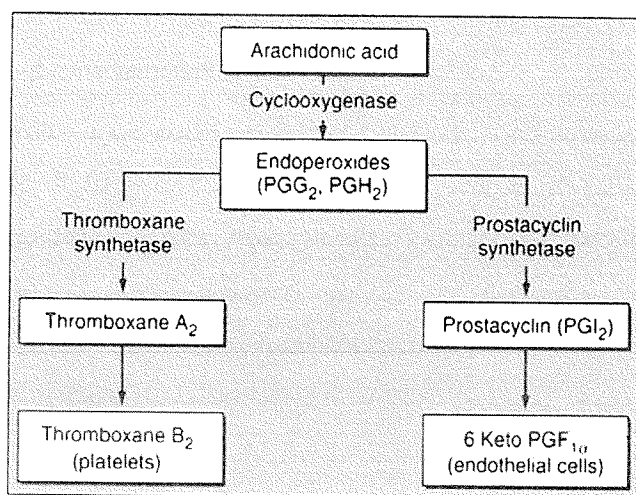 Arachidonic acid
Cyclooxygenase
Endoperoxides
(PGG₂, PGH₂)
Thromboxane
synthetase
Prostacyclin
synthetase
Thromboxane A₂
Prostacyclin (PGI₂)
Thromboxane B₂
(platelets)
6 Keto PGF₁α
(endothelial cells)